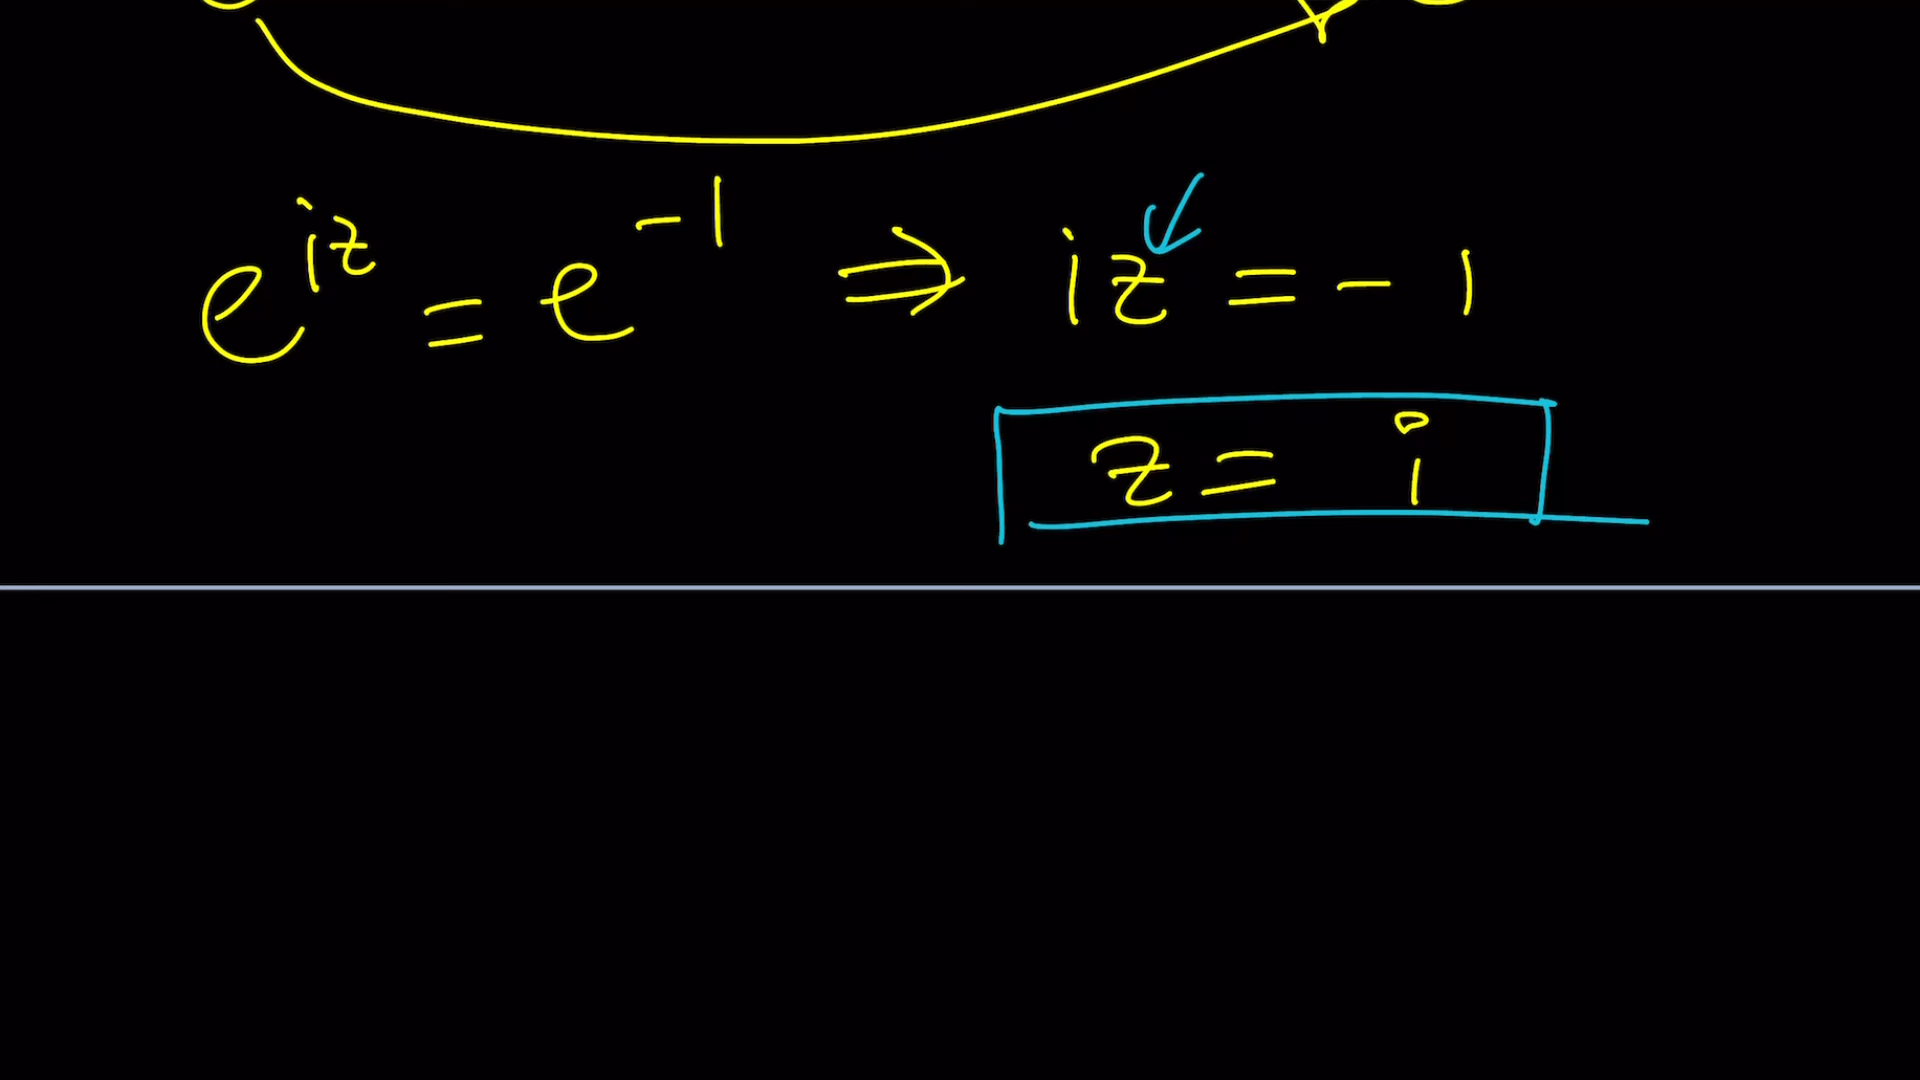 e^{iz} = e^{-1} ⇒ iz = -1
z = i